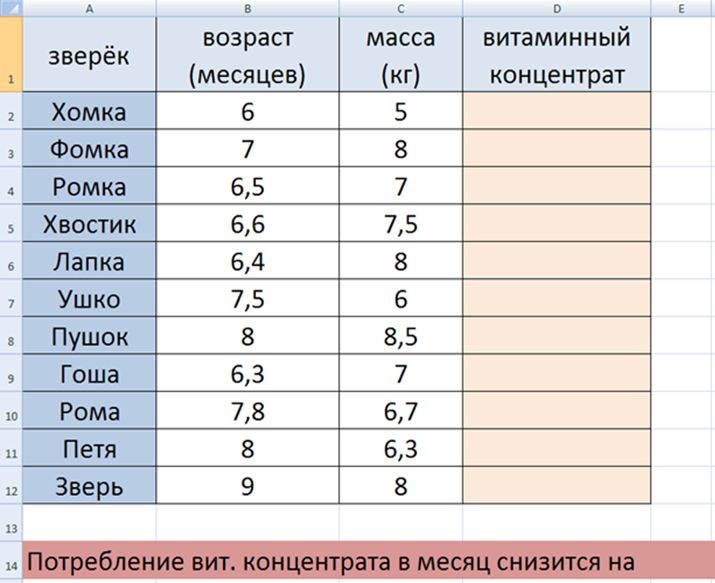 A B C D E
1 зверёк возраст (месяцев) масса (кг) витаминный концентрат
2 Хомка 6 5
3 Фомка 7 8
4 Ромка 6,5 7
5 Хвостик 6,6 7,5
6 Лапка 6,4 8
7 Ушко 7,5 6
8 Пушок 8 8,5
9 Гоша 6,3 7
10 Рома 7,8 6,7
11 Петя 8 6,3
12 Зверь 9 8
13
14 Потребление вит. концентрата в месяц снизится на